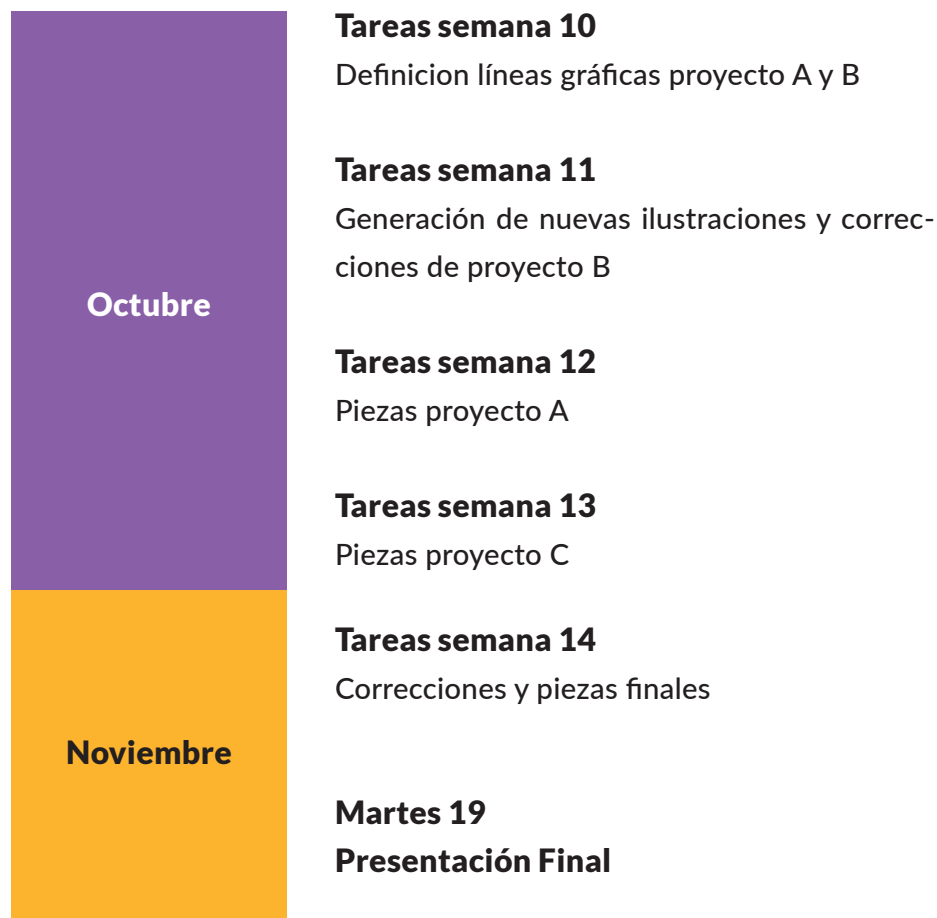 Octubre
Tareas semana 10
Definicion líneas gráficas proyecto A y B
Tareas semana 11
Generación de nuevas ilustraciones y correc-
ciones de proyecto B
Tareas semana 12
Piezas proyecto A
Tareas semana 13
Piezas proyecto C
Noviembre
Tareas semana 14
Correcciones y piezas finales
Martes 19
Presentación Final